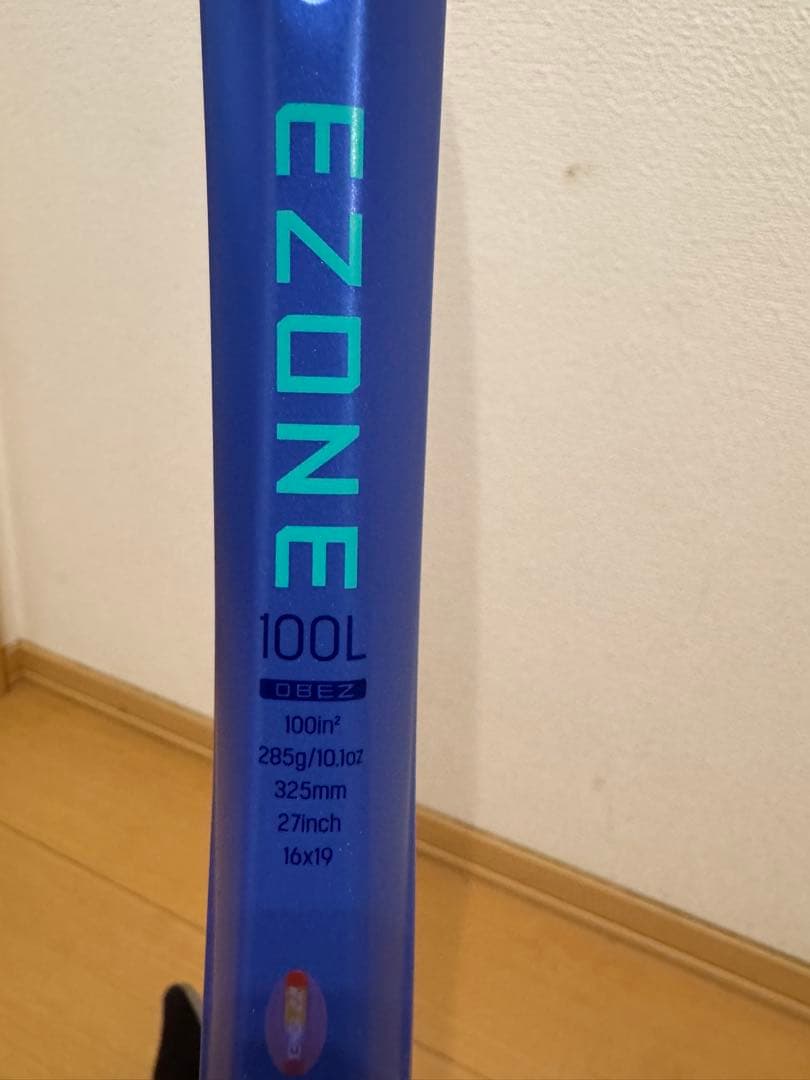 EZONE
100L
OBEZ
100in²
285g/10.1oz
325mm
27inch
16x19